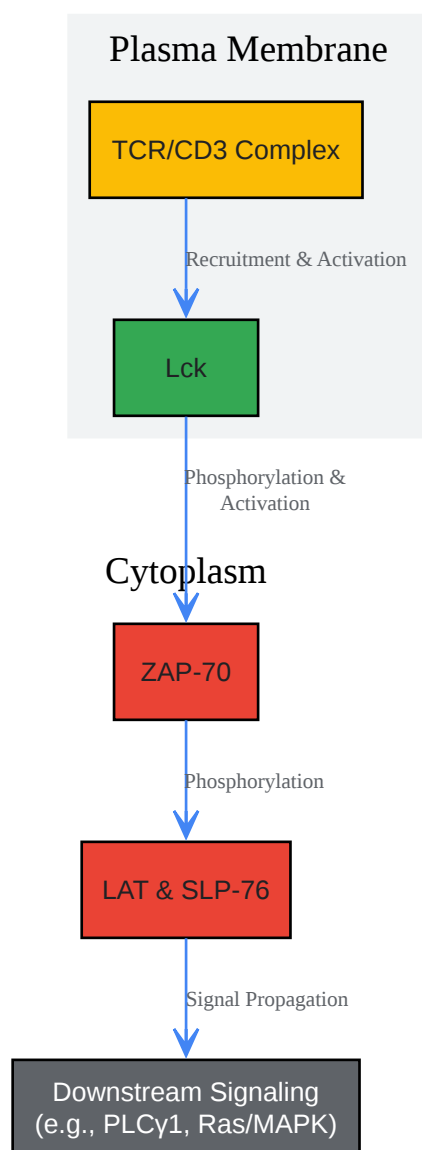 Plasma Membrane
TCR/CD3 Complex
Recruitment & Activation
Lck
Phosphorylation &
Activation
Cytoplasm
ZAP-70
Phosphorylation
LAT & SLP-76
Signal Propagation
Downstream Signaling
(e.g., PLCγ1, Ras/MAPK)